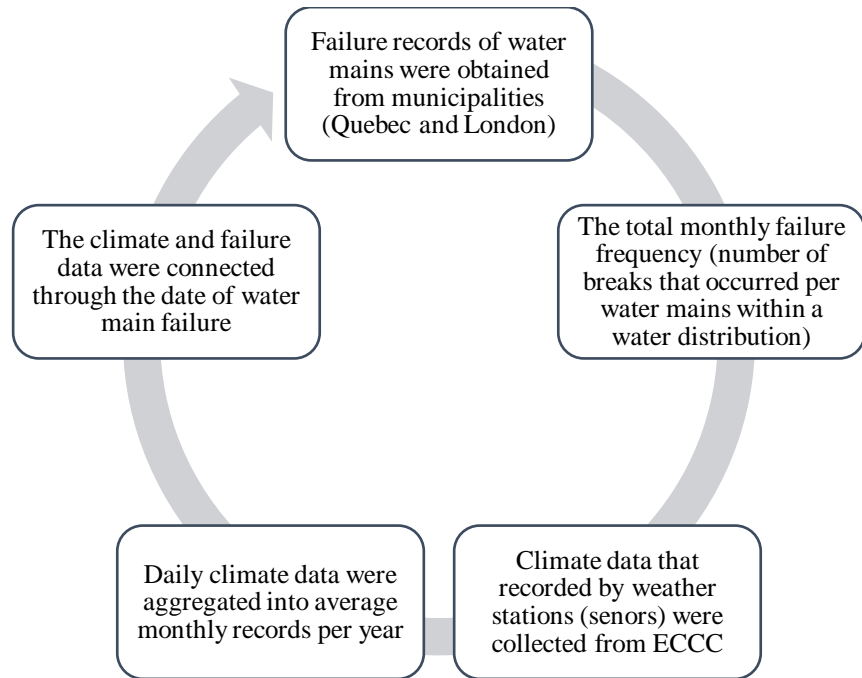 Failure records of water
mains were obtained
from municipalities
(Quebec and London)
The total monthly failure
frequency (number of
breaks that occurred per
water mains within a
water distribution)
Climate data that
recorded by weather
stations (senors) were
collected from ECCC
Daily climate data were
aggregated into average
monthly records per year
The climate and failure
data were connected
through the date of water
main failure